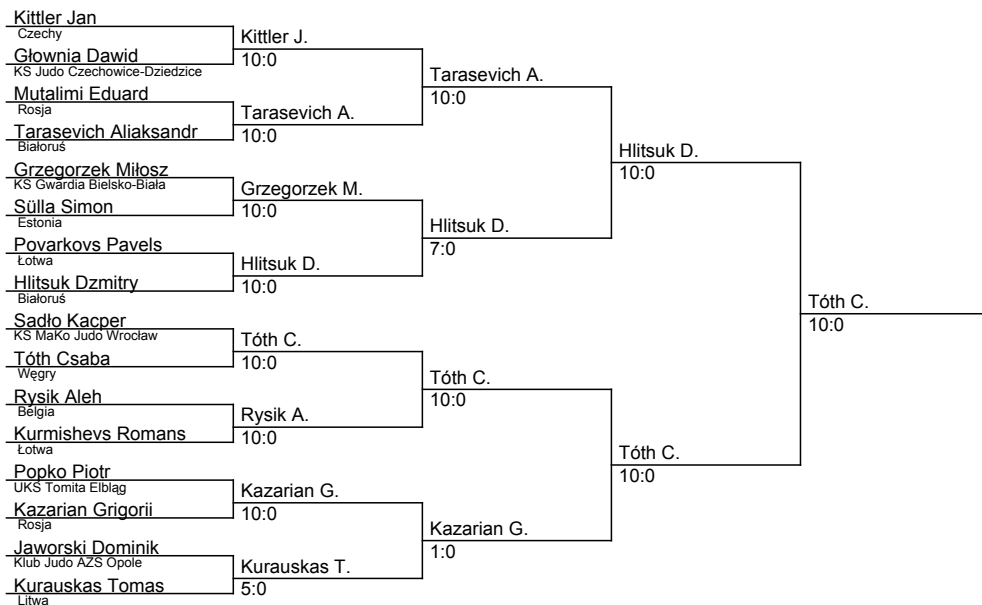 Kittler Jan
Czechy
Głownia Dawid
KS Judo Czechowice-Dziedzice
Mutalimi Eduard
Rosja
Tarasevich Aliaksandr
Białoruś
Grzegorzek Miłosz
KS Gwardia Bielsko-Biała
Sülla Simon
Estonia
Povarkovs Pavels
Łotwa
Hlitsuk Dzmitry
Białoruś
Sadło Kacper
KS MaKo Judo Wrocław
Tóth Csaba
Węgry
Rysik Aleh
Belgia
Kurmishevs Romans
Łotwa
Popko Piotr
UKS Tomita Elbląg
Kazarian Grigorii
Rosja
Jaworski Dominik
Klub Judo AZS Opole
Kurauskas Tomas
Litwa
Kittler J.
10:0
Tarasevich A.
10:0
Grzegorzek M.
10:0
Hlitsuk D.
10:0
Tóth C.
10:0
Rysik A.
10:0
Kazarian G.
10:0
Kurauskas T.
5:0
Tarasevich A.
10:0
Hlitsuk D.
7:0
Tóth C.
10:0
Kazarian G.
1:0
Hlitsuk D.
10:0
Tóth C.
10:0
Tóth C.
10:0